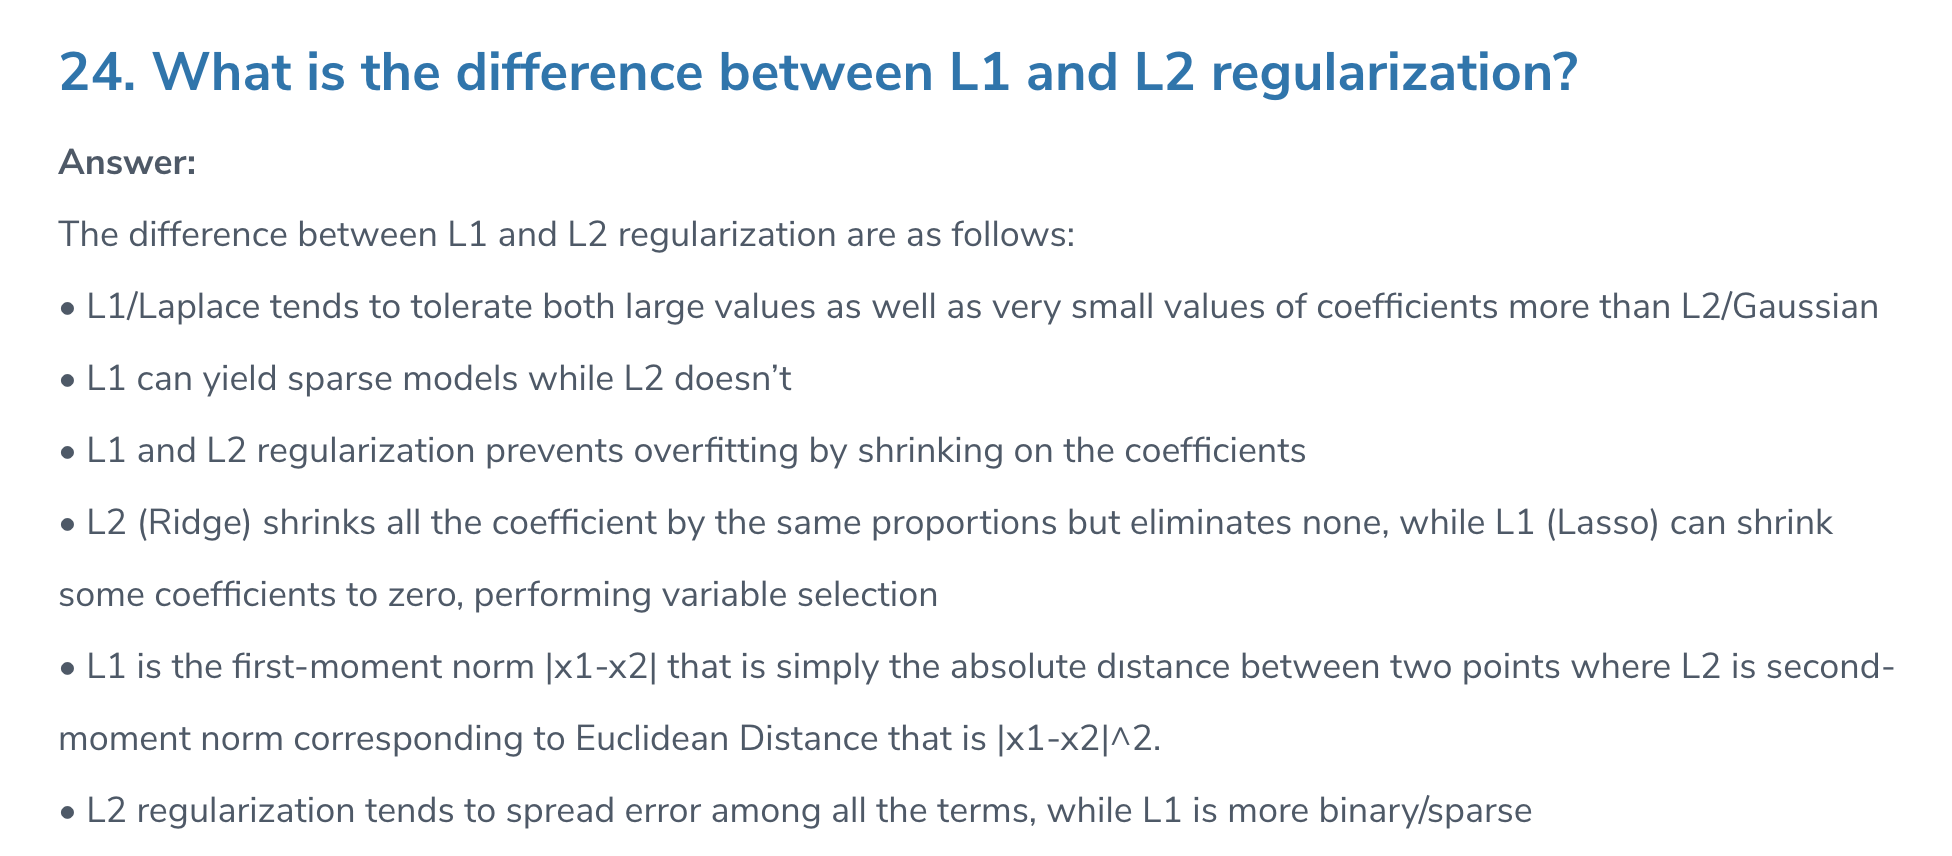 24. What is the difference between L1 and L2 regularization?
Answer:
The difference between L1 and L2 regularization are as follows:
• L1/Laplace tends to tolerate both large values as well as very small values of coefficients more than L2/Gaussian
• L1 can yield sparse models while L2 doesn’t
• L1 and L2 regularization prevents overfitting by shrinking on the coefficients
• L2 (Ridge) shrinks all the coefficient by the same proportions but eliminates none, while L1 (Lasso) can shrink
some coefficients to zero, performing variable selection
• L1 is the first-moment norm |x1-x2| that is simply the absolute dıstance between two points where L2 is second-
moment norm corresponding to Euclidean Distance that is |x1-x2|^2.
• L2 regularization tends to spread error among all the terms, while L1 is more binary/sparse